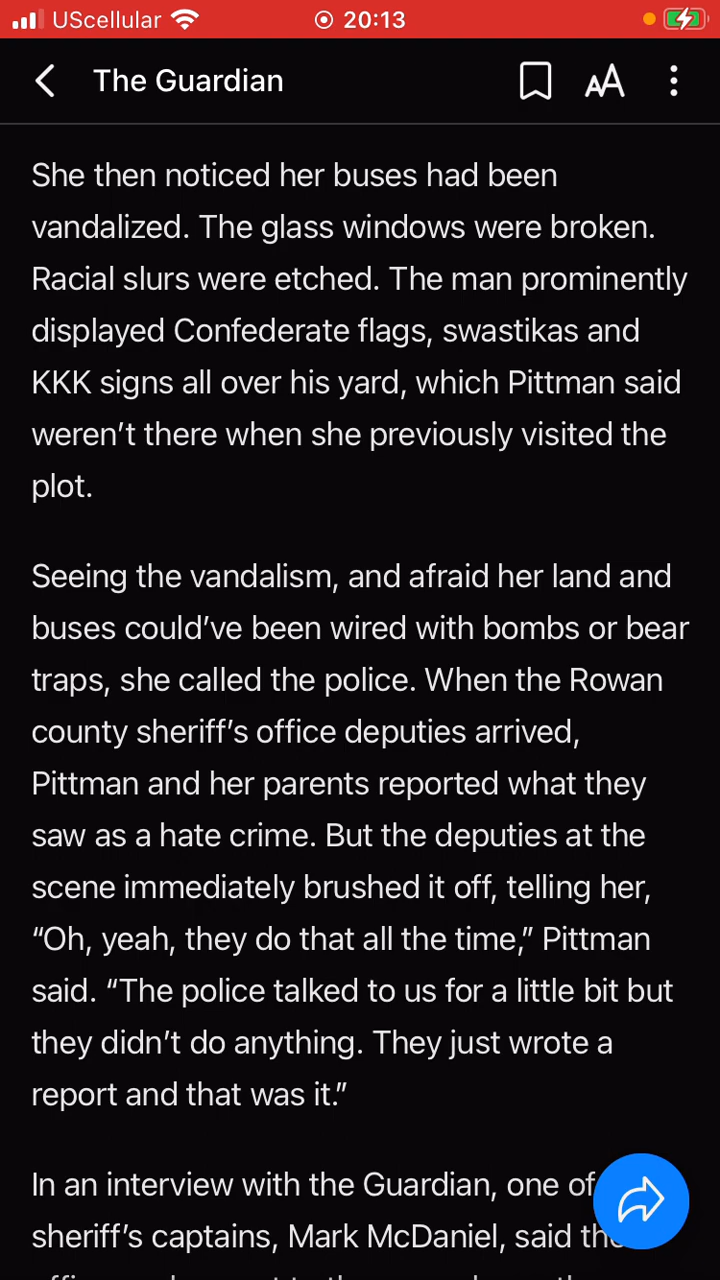 UScellular 20:13
The Guardian AA
She then noticed her buses had been
vandalized. The glass windows were broken.
Racial slurs were etched. The man prominently
displayed Confederate flags, swastikas and
KKK signs all over his yard, which Pittman said
weren’t there when she previously visited the
plot.
Seeing the vandalism, and afraid her land and
buses could’ve been wired with bombs or bear
traps, she called the police. When the Rowan
county sheriff’s office deputies arrived,
Pittman and her parents reported what they
saw as a hate crime. But the deputies at the
scene immediately brushed it off, telling her,
“Oh, yeah, they do that all the time,” Pittman
said. “The police talked to us for a little bit but
they didn’t do anything. They just wrote a
report and that was it.”
In an interview with the Guardian, one of
sheriff’s captains, Mark McDaniel, said the